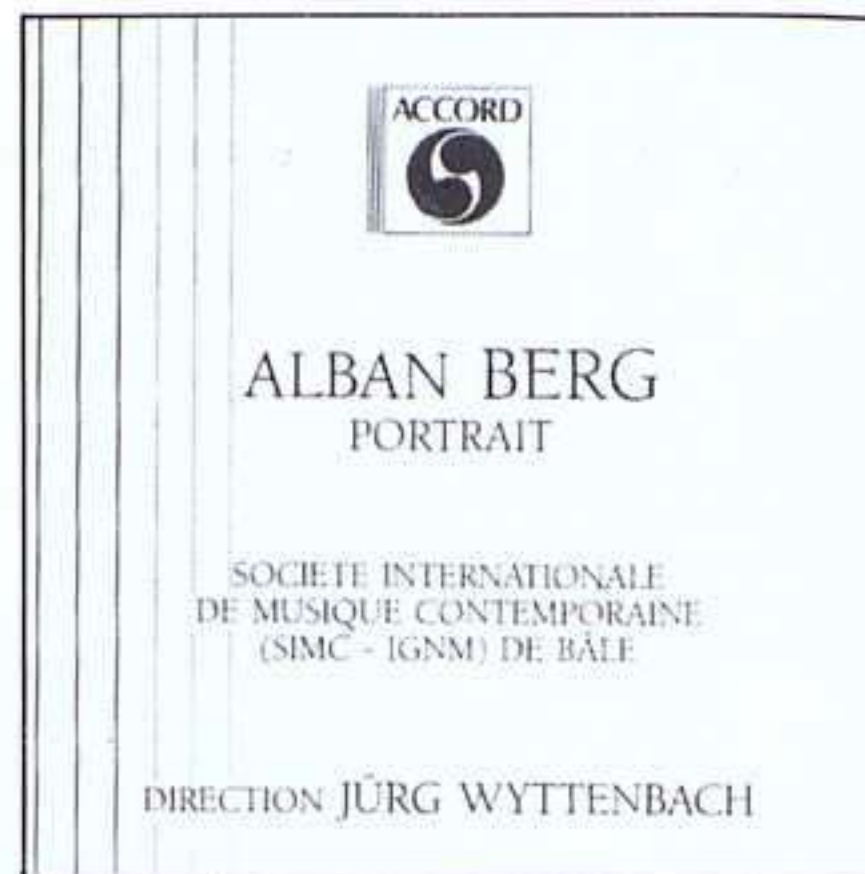 ACCORD
ALBAN BERG
PORTRAIT
SOCIETE INTERNATIONALE
DE MUSIQUE CONTEMPORAINE
(SIMC - IGNM) DE BÂLE
DIRECTION JÜRG WYTTENBACH